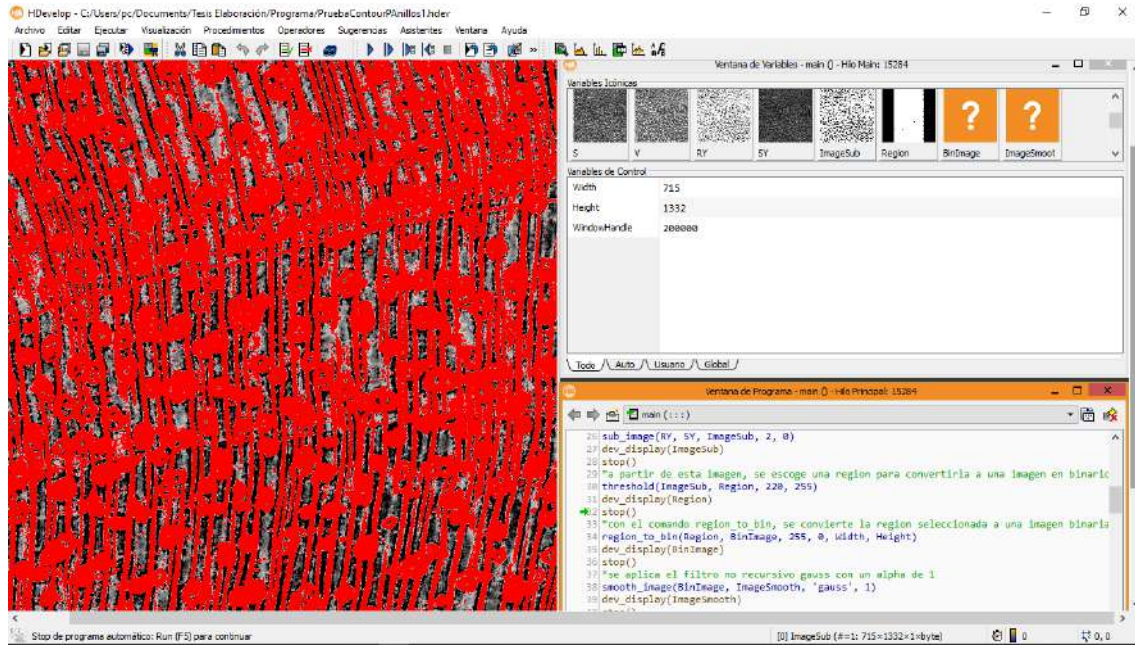 HDevelop - C:/Users/pc/Documents/Tesis Elaboración/Programa/PruebaContourPAnillos1.hdev
Archivo Editar Ejecutar Visualización Procedimientos Operadores Sugerencias Asistentes Ventana Ayuda
Ventana de Variables - main () - Hilo Main: 15284
Variables Icónicas
S V RY SY ImageSub Region BinImage ImageSmoot
Variables de Control
Width 715
Height 1332
WindowHandle 200000
Todo Auto Usuario Global
Ventana de Programa - main () - Hilo Principal: 15284
main (:::)
26 sub_image(RY, SY, ImageSub, 2, 0)
27 dev_display(ImageSub)
28 stop()
29 *a partir de esta imagen, se escoge una region para convertirla a una imagen en binario
30 threshold(ImageSub, Region, 220, 255)
31 dev_display(Region)
32 stop()
33 *con el comando region_to_bin, se convierte la region seleccionada a una imagen binaria
34 region_to_bin(Region, BinImage, 255, 0, Width, Height)
35 dev_display(BinImage)
36 stop()
37 *se aplica el filtro no recursivo gauss con un alpha de 1
38 smooth_image(BinImage, ImageSmooth, 'gauss', 1)
39 dev_display(ImageSmooth)
Stop de programa automático: Run (F5) para continuar
[0] ImageSub (#=1: 715×1332×1×byte) 0 0, 0